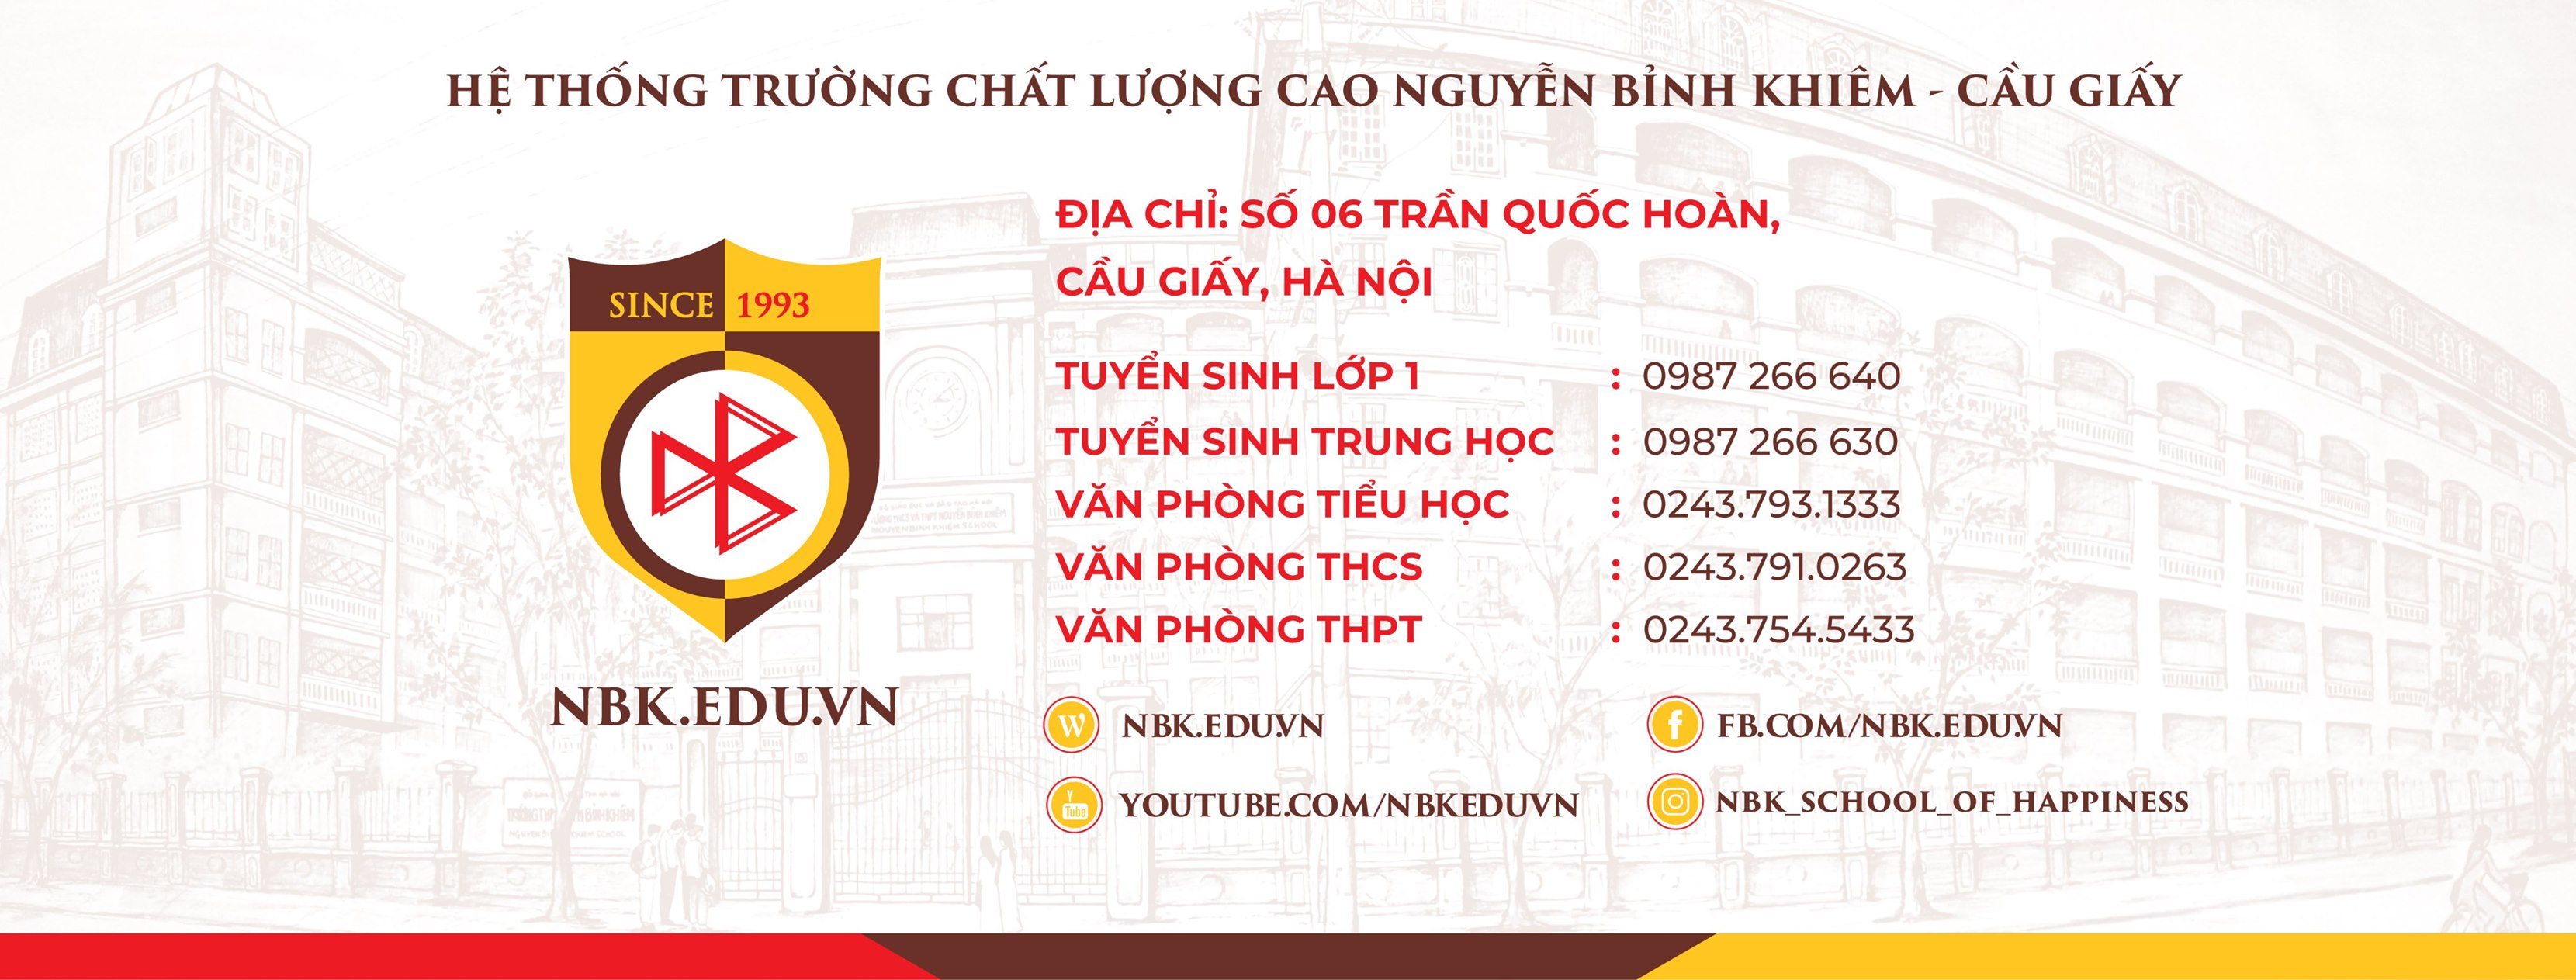 HỆ THỐNG TRƯỜNG CHẤT LƯỢNG CAO NGUYỄN BỈNH KHIÊM - CẦU GIẤY
SINCE 1993
NBK.EDU.VN
ĐỊA CHỈ: SỐ 06 TRẦN QUỐC HOÀN,
CẦU GIẤY, HÀ NỘI
TUYỂN SINH LỚP 1 : 0987 266 640
TUYỂN SINH TRUNG HỌC : 0987 266 630
VĂN PHÒNG TIỂU HỌC : 0243.793.1333
VĂN PHÒNG THCS : 0243.791.0263
VĂN PHÒNG THPT : 0243.754.5433
NBK.EDU.VN
FB.COM/NBK.EDU.VN
YOUTUBE.COM/NBKEDUVN
NBK_SCHOOL_OF_HAPPINESS